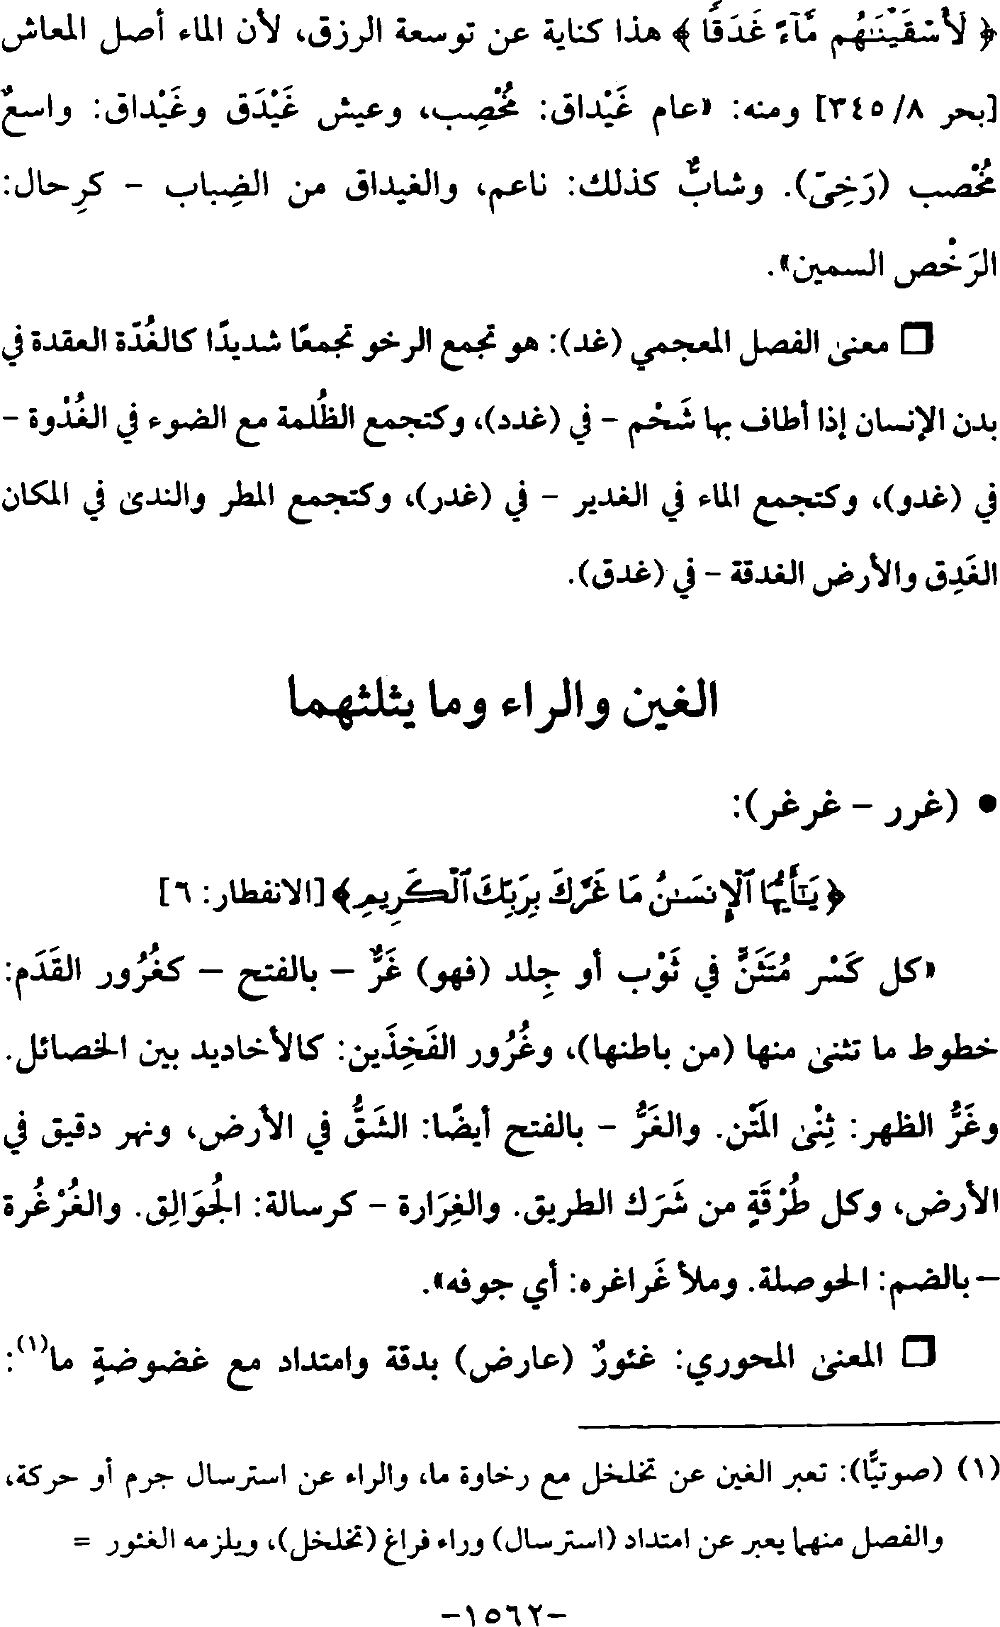 ﴿ لَأَسْقَيْنَٰهُم مَّآءً غَدَقًا ﴾ هذا كناية عن توسعة الرزق، لأن الماء أصل المعاش
[بحر ٨/ ٣٤٥] ومنه: «عام غَيْداق: مُخْصِب، وعيش غَيْدَق وغَيْداق: واسعٌ
مُخْصب (رَخِىّ). وشابٌّ كذلك: ناعم، والغيداق من الضِباب – كرِحال:
الرَخْص السمين».
❒ معنى الفصل المعجمي (غد): هو تجمع الرخو تجمعًا شديدًا كالغُدّة العقدة في
بدن الإنسان إذا أطاف بها شَحْم – في (غدد)، وكتجمع الظُلمة مع الضوء في الغُدْوة –
في (غدو)، وكتجمع الماء في الغدير – في (غدر)، وكتجمع المطر والندى في المكان
الغَدِق والأرض الغدقة – في (غدق).
الغين والراء وما يثلثهما
• (غرر – غرغر):
﴿ يَٰٓأَيُّهَا ٱلْإِنسَٰنُ مَا غَرَّكَ بِرَبِّكَ ٱلْكَرِيمِ ﴾ [الانفطار: ٦]
«كل كَسْر مُتَثَنٍّ في ثَوْب أو جِلد (فهو) غَرٌّ – بالفتح – كغُرُور القَدَم:
خطوط ما تثنى منها (من باطنها)، وغُرُور الفَخِذَين: كالأخاديد بين الخصائل.
وغَرُّ الظهر: ثِنْىُ المَتْن. والغَرُّ – بالفتح أيضًا: الشَقُّ في الأرض، ونهر دقيق في
الأرض، وكل طُرْقَةٍ من شَرَك الطريق. والغِرَارة – كرسالة: الجُوَالِق. والغُرْغُرة
– بالضم: الحوصلة. وملأ غَراغره: أي جوفه».
❒ المعنى المحوري: غئورٌ (عارض) بدقة وامتداد مع غضوضةٍ ما(١):
(١) (صوتيًّا): تعبر الغين عن تخلخل مع رخاوة ما، والراء عن استرسال جرم أو حركة،
والفصل منهما يعبر عن امتداد (استرسال) وراء فراغ (تخلخل)، ويلزمه الغئور =
-١٥٦٢-